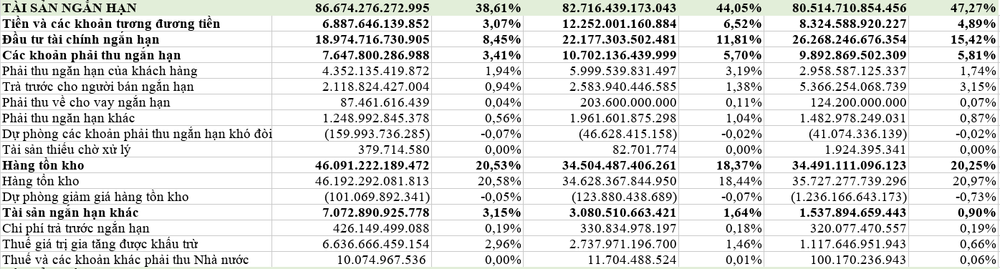 TÀI SẢN NGẮN HẠN 86.674.276.272.995 38,61% 82.716.439.173.043 44,05% 80.514.710.854.456 47,27%
Tiền và các khoản tương đương tiền 6.887.646.139.852 3,07% 12.252.001.160.884 6,52% 8.324.588.920.227 4,89%
Đầu tư tài chính ngắn hạn 18.974.716.730.905 8,45% 22.177.303.502.481 11,81% 26.268.246.676.354 15,42%
Các khoản phải thu ngắn hạn 7.647.800.286.988 3,41% 10.702.136.439.999 5,70% 9.892.869.502.309 5,81%
Phải thu ngắn hạn của khách hàng 4.352.135.419.872 1,94% 5.999.539.831.497 3,19% 2.958.587.125.337 1,74%
Trả trước cho người bán ngắn hạn 2.118.824.427.004 0,94% 2.583.940.446.585 1,38% 5.366.254.068.739 3,15%
Phải thu về cho vay ngắn hạn 87.461.616.439 0,04% 203.600.000.000 0,11% 124.200.000.000 0,07%
Phải thu ngắn hạn khác 1.248.992.845.378 0,56% 1.961.601.875.298 1,04% 1.482.978.249.031 0,87%
Dự phòng các khoản phải thu ngắn hạn khó đòi (159.993.736.285) -0,07% (46.628.415.158) -0,02% (41.074.336.139) -0,02%
Tài sản thiếu chờ xử lý 379.714.580 0,00% 82.701.774 0,00% 1.924.395.341 0,00%
Hàng tồn kho 46.091.222.189.472 20,53% 34.504.487.406.261 18,37% 34.491.111.096.123 20,25%
Hàng tồn kho 46.192.292.081.813 20,58% 34.628.367.844.950 18,44% 35.727.277.739.296 20,97%
Dự phòng giảm giá hàng tồn kho (101.069.892.341) -0,05% (123.880.438.689) -0,07% (1.236.166.643.173) -0,73%
Tài sản ngắn hạn khác 7.072.890.925.778 3,15% 3.080.510.663.421 1,64% 1.537.894.659.443 0,90%
Chi phí trả trước ngắn hạn 426.149.499.088 0,19% 330.834.978.197 0,18% 320.077.470.557 0,19%
Thuế giá trị gia tăng được khấu trừ 6.636.666.459.154 2,96% 2.737.971.196.700 1,46% 1.117.646.951.943 0,66%
Thuế và các khoản khác phải thu Nhà nước 10.074.967.536 0,00% 11.704.488.524 0,01% 100.170.236.943 0,06%